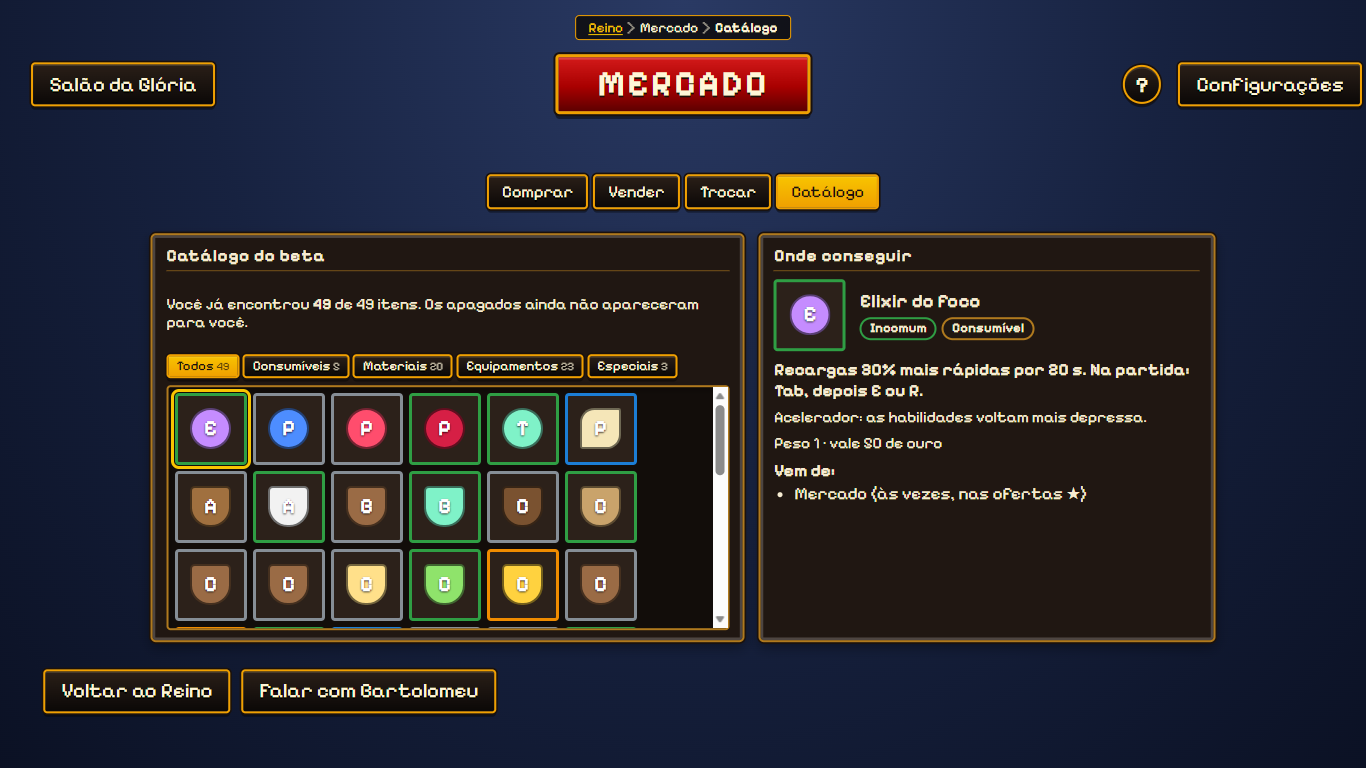 Reino > Mercado > Catálogo
Salão da Glória
MERCADO
?
Configurações
Comprar
Vender
Trocar
Catálogo
Catálogo do beta
Você já encontrou 49 de 49 itens. Os apagados ainda não apareceram
para você.
Todos 49
Consumíveis 5
Materiais 20
Equipamentos 23
Especiais 3
E P P P T P
A A B B C C
C C C C C C
Onde conseguir
E
Elixir do Foco
Incomum
Consumível
Recargas 30% mais rápidas por 20 s. Na partida:
Tab, depois E ou R.
Acelerador: as habilidades voltam mais depressa.
Peso 1 · vale 50 de ouro
Vem de:
• Mercado (às vezes, nas ofertas ★)
Voltar ao Reino
Falar com Bartolomeu